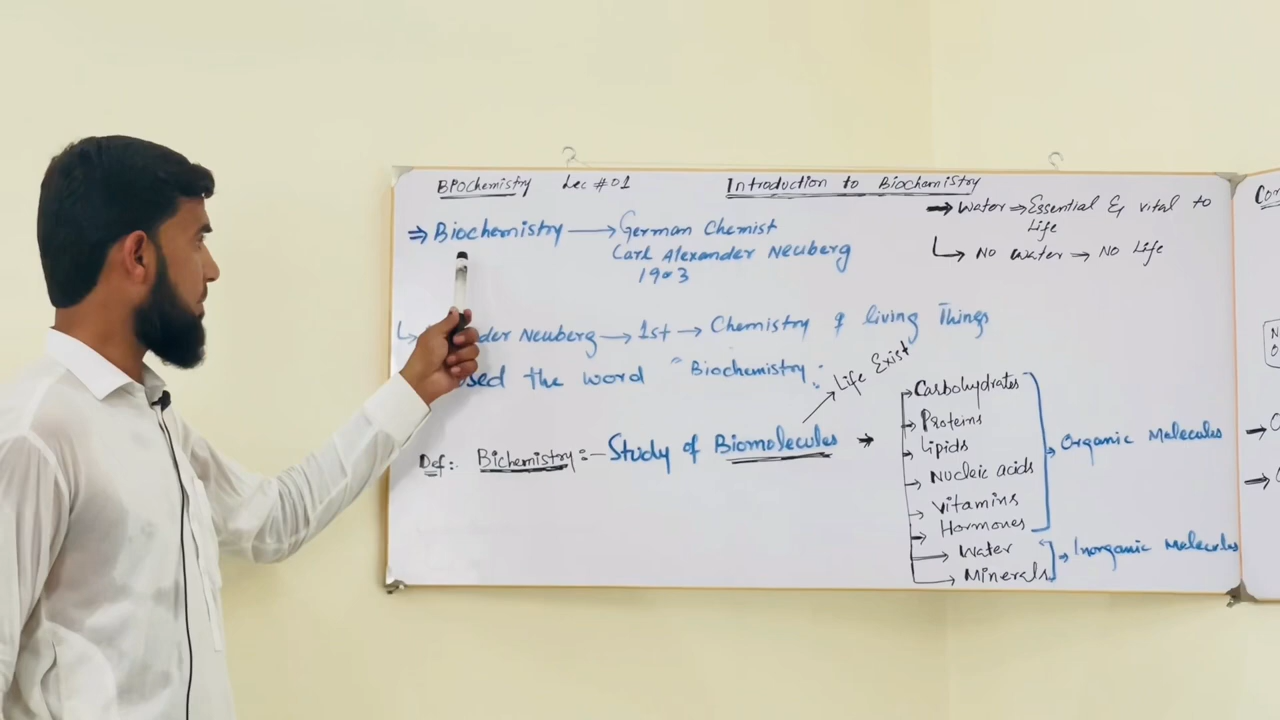 BIOchemistry Lec #01
Introduction to Biochemistry
⇒ Biochemistry → German Chemist
Carl Alexander Neuberg
1903
→ Water ⇒ Essential & vital to
Life
↳ No water → No Life
↳ der Neuberg → 1st → Chemistry of living Things
sed the word " Biochemistry :
Life Exist
Def:. Bichemistry:- Study of Biomolecules →
Carbohydrates
Proteins
Lipids
Nucleic acids
Vitamins
Hormones
→ Organic Molecules
Water
Minerals
→ Inorganic Molecules